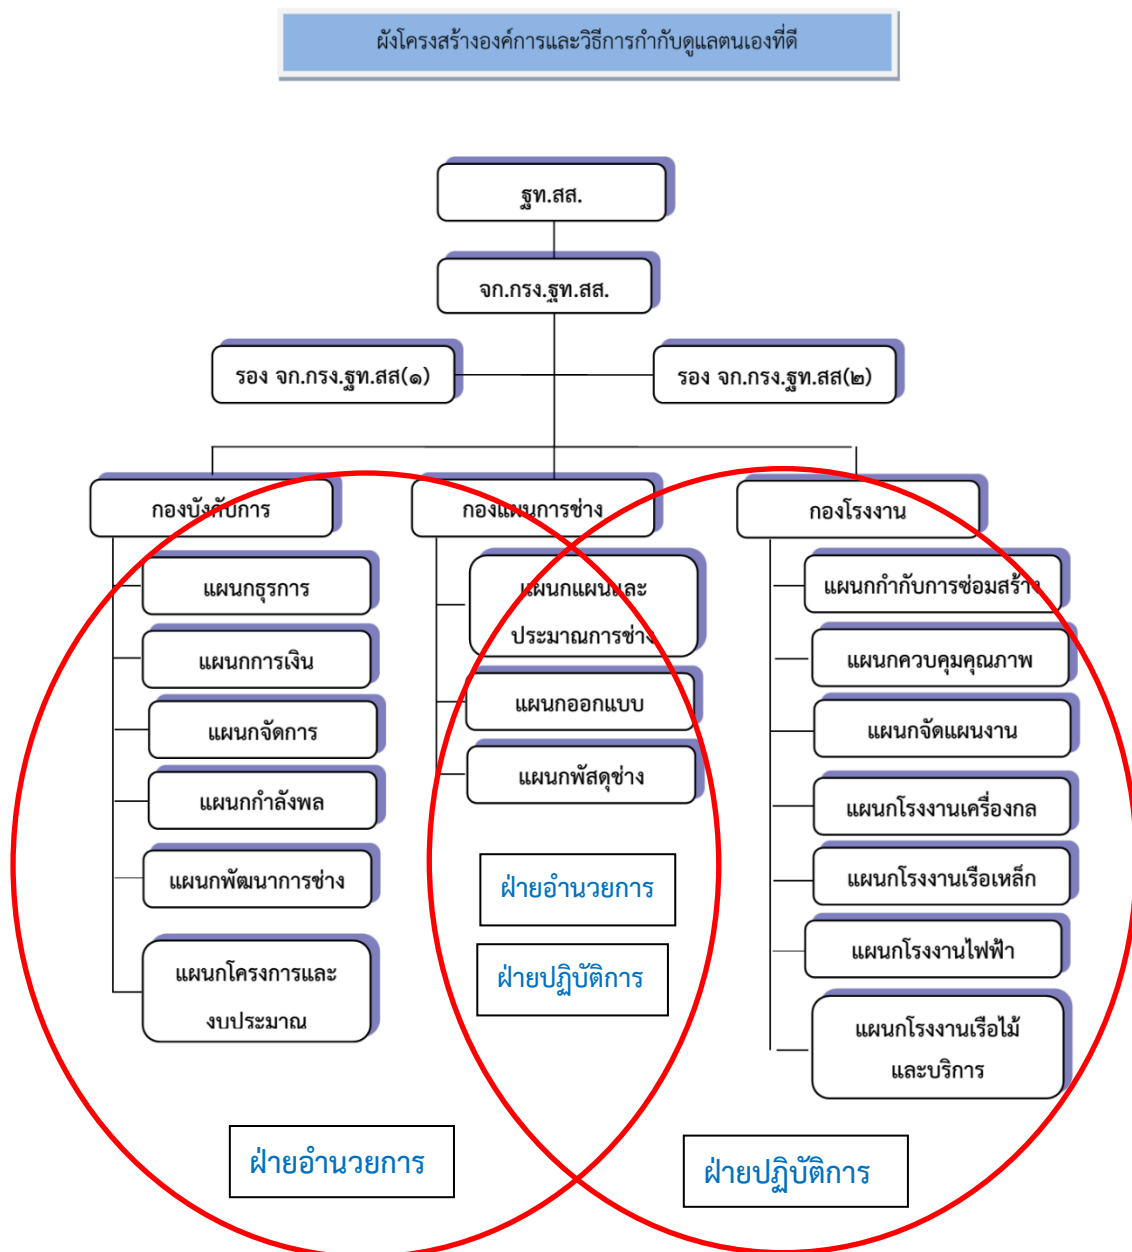 ผังโครงสร้างองค์การและวิธีการกำกับดูแลตนเองที่ดี
ฐท.สส.
จก.กรง.ฐท.สส.
รอง จก.กรง.ฐท.สส(๑)
รอง จก.กรง.ฐท.สส(๒)
กองบังคับการ
แผนกธุรการ
แผนกการเงิน
แผนกจัดการ
แผนกกำลังพล
แผนกพัฒนาการช่าง
แผนกโครงการและ
งบประมาณ
กองแผนการช่าง
แผนกแผนและ
ประมาณการช่าง
แผนกออกแบบ
แผนกพัสดุช่าง
ฝ่ายอำนวยการ
ฝ่ายปฏิบัติการ
กองโรงงาน
แผนกกำกับการซ่อมสร้าง
แผนกควบคุมคุณภาพ
แผนกจัดแผนงาน
แผนกโรงงานเครื่องกล
แผนกโรงงานเรือเหล็ก
แผนกโรงงานไฟฟ้า
แผนกโรงงานเรือไม้
และบริการ
ฝ่ายอำนวยการ
ฝ่ายปฏิบัติการ